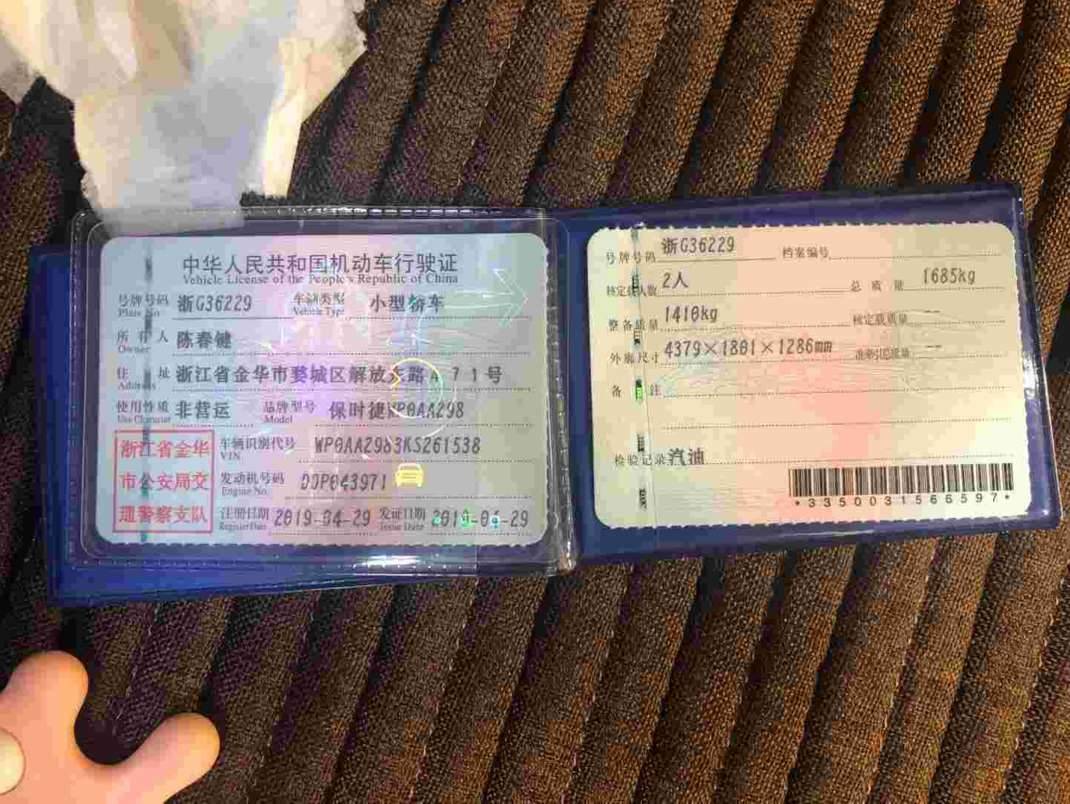 中华人民共和国机动车行驶证
Vehicle License of the People's Republic of China
号牌号码 浙G36229 车辆类型 小型轿车
Plate No. Vehicle Type
所有人 陈春键
Owner
住址 浙江省金华市婺城区解放东路471号
Address
使用性质 非营运 品牌型号 保时捷WP0AA298
Use Character Model
浙江省金华
市公安局交
通警察支队
车辆识别代号 WP0AA2983KS261538
VIN
发动机号码 DDP043971
Engine No.
注册日期 2019-04-29 发证日期 2019-04-29
Register Date Issue Date
号牌号码 浙G36229 档案编号
核定载人数 2人 总质量 1685kg
整备质量 1410kg 核定载质量 --
外廓尺寸 4379×1801×1286mm 准牵引总质量 --
备注
检验记录 汽油
*3350031566597*